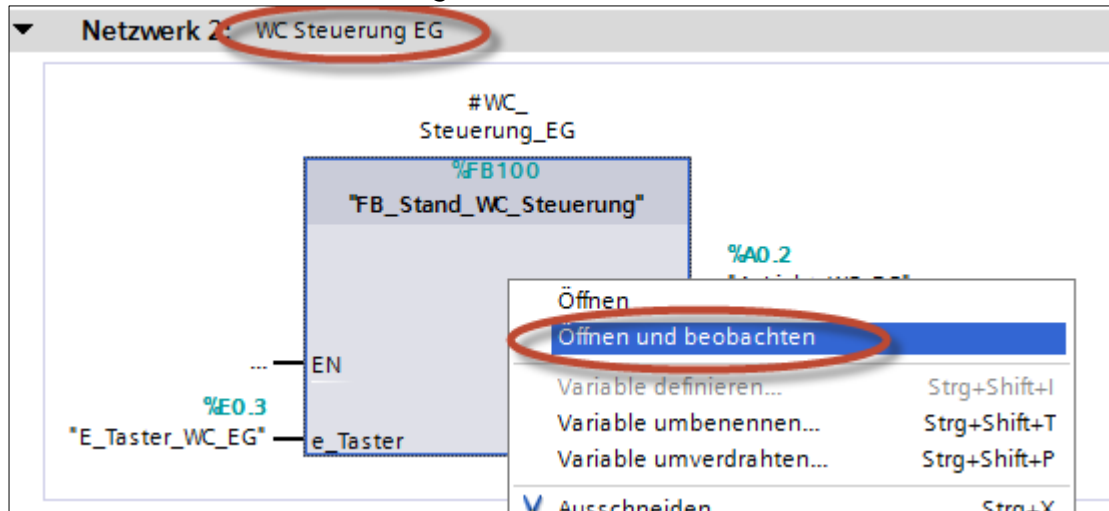 Netzwerk 2: WC Steuerung EG
#WC_
Steuerung_EG
%FB100
"FB_Stand_WC_Steuerung"
%A0.2
Öffnen
Öffnen und beobachten
... EN
Variable definieren... Strg+Shift+I
%E0.3
Variable umbenennen... Strg+Shift+T
"E_Taster_WC_EG" e_Taster
Variable umverdrahten... Strg+Shift+P
Ausschneiden Strg+X